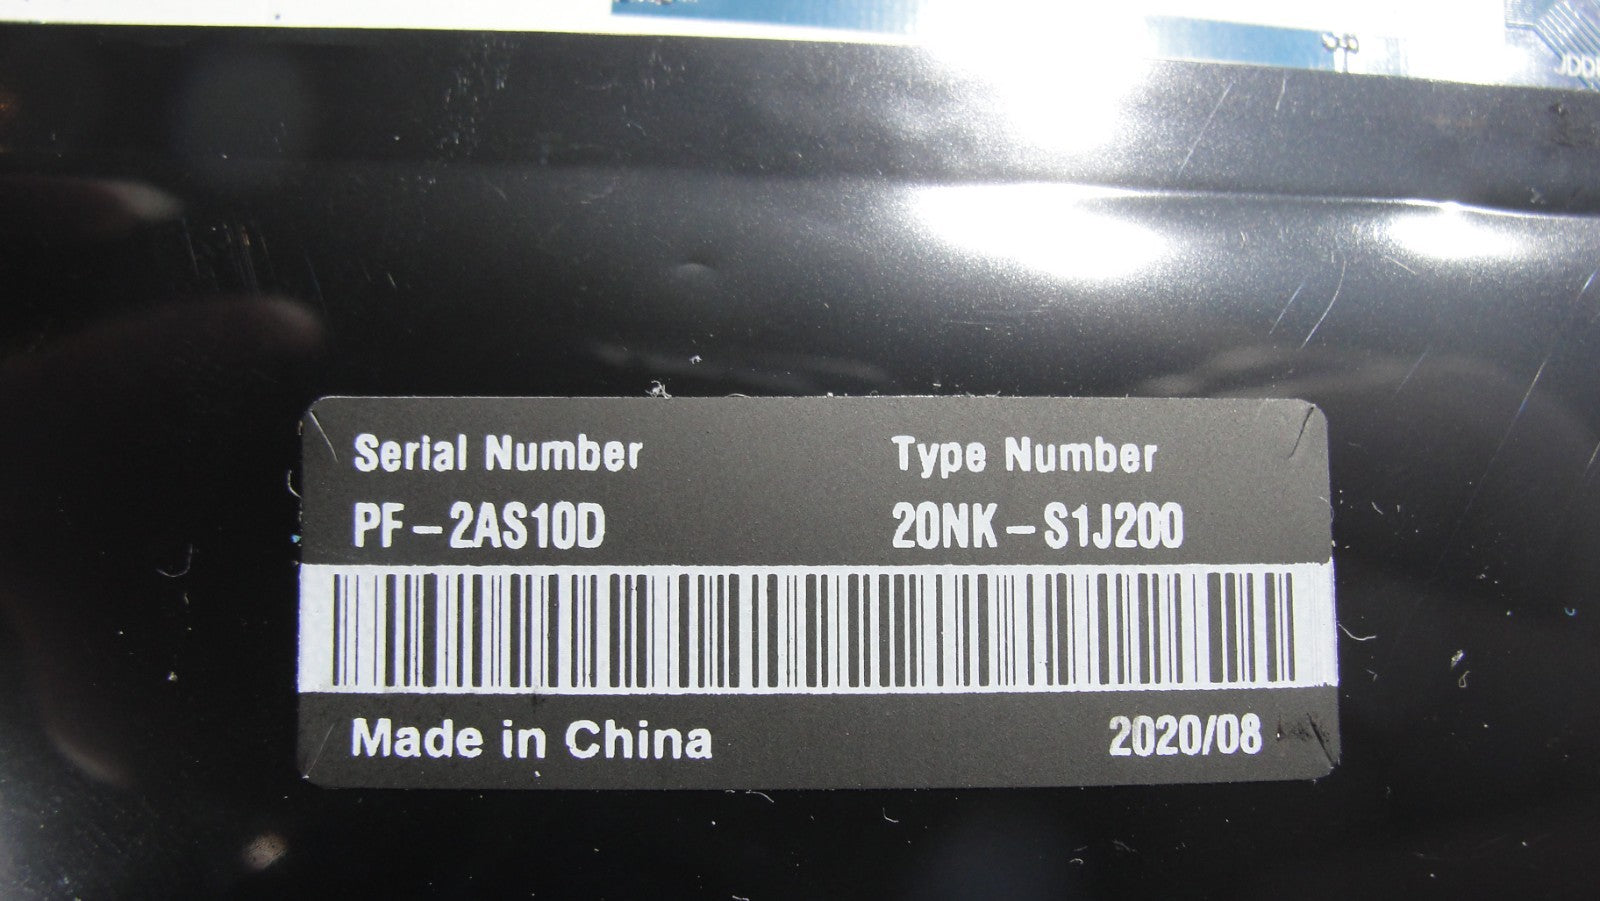 Serial Number Type Number
PF-2AS10D 20NK-S1J200
Made in China 2020/08